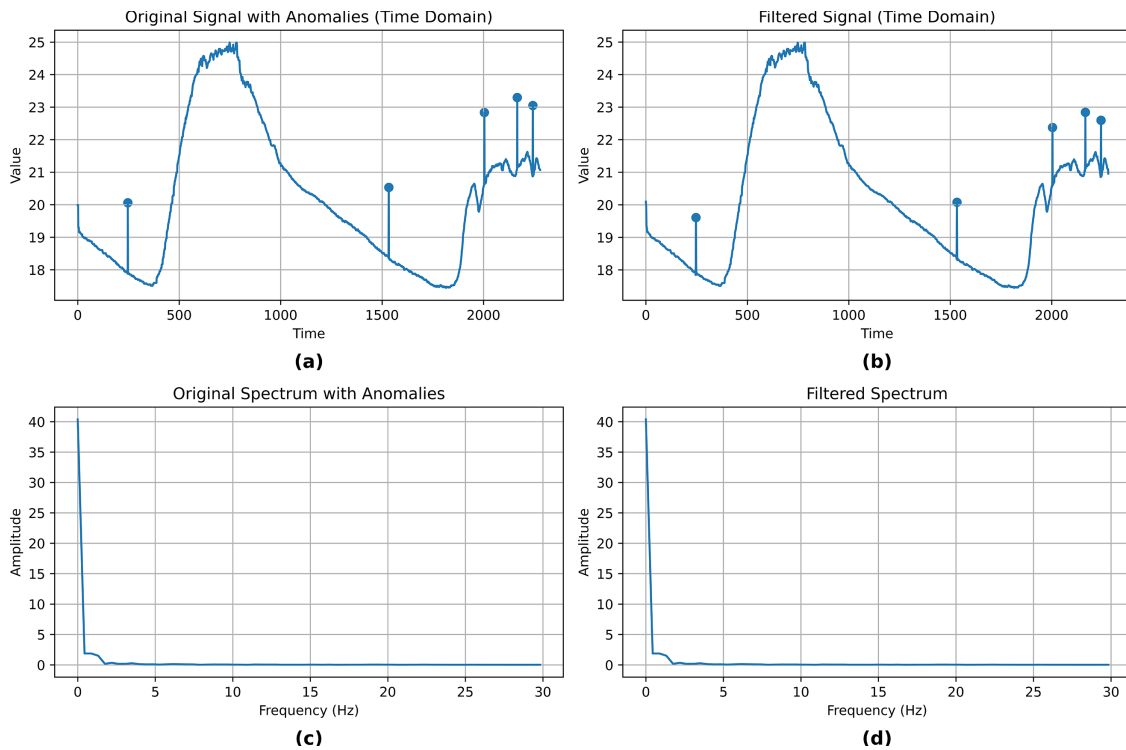 Original Signal with Anomalies (Time Domain)
25
24
23
22
21
20
19
18
Value
0 500 1000 1500 2000
Time
(a)
Filtered Signal (Time Domain)
25
24
23
22
21
20
19
18
Value
0 500 1000 1500 2000
Time
(b)
Original Spectrum with Anomalies
40
35
30
25
20
15
10
5
0
Amplitude
0 5 10 15 20 25 30
Frequency (Hz)
(c)
Filtered Spectrum
40
35
30
25
20
15
10
5
0
Amplitude
0 5 10 15 20 25 30
Frequency (Hz)
(d)